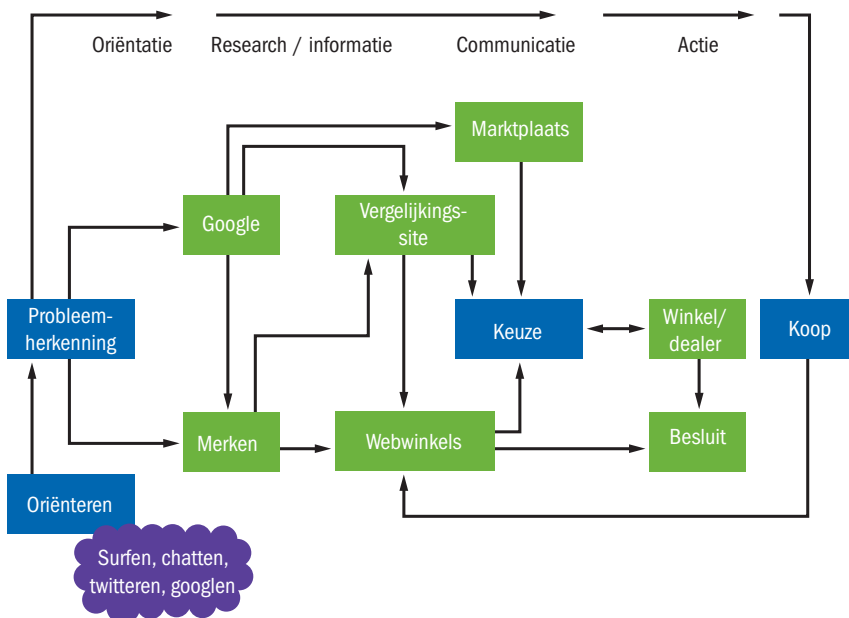 Oriëntatie
Research / informatie
Communicatie
Actie
Marktplaats
Google
Vergelijkings-
site
Probleem-
herkenning
Keuze
Winkel/
dealer
Koop
Merken
Webwinkels
Besluit
Oriënteren
Surfen, chatten,
twitteren, googlen